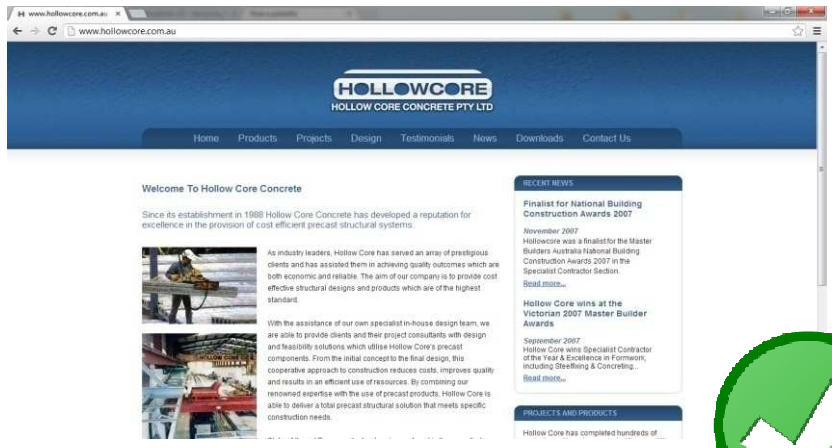 www.hollowcore.com.au
www.hollowcore.com.au
HOLLOWCORE
HOLLOW CORE CONCRETE PTY LTD
Home Products Projects Design Testimonials News Downloads Contact Us
Welcome To Hollow Core Concrete
Since its establishment in 1988 Hollow Core Concrete has developed a reputation for
excellence in the provision of cost efficient precast structural systems.
As industry leaders, Hollow Core has served an array of prestigious
clients and has assisted them in achieving quality outcomes which are
both economic and reliable. The aim of our company is to provide cost
effective structural designs and products which are of the highest
standard.
With the assistance of our own specialist in-house design team, we
are able to provide clients and their project consultants with design
and feasibility solutions which utilise Hollow Core's precast
components. From the initial concept to the final design, this
cooperative approach to construction reduces costs, improves quality
and results in an efficient use of resources. By combining our
renowned expertise with the use of precast products, Hollow Core is
able to deliver a total precast structural solution that meets specific
construction needs.
RECENT NEWS
Finalist for National Building
Construction Awards 2007
November 2007
Hollowcore was a finalist for the Master
Builders Australia National Building
Construction Awards 2007 in the
Specialist Contractor Section.
Read more...
Hollow Core wins at the
Victorian 2007 Master Builder
Awards
September 2007
Hollow Core wins Specialist Contractor
of the Year & Excellence in Formwork,
including Steelfixing & Concreting...
Read more...
PROJECTS AND PRODUCTS
Hollow Core has completed hundreds of